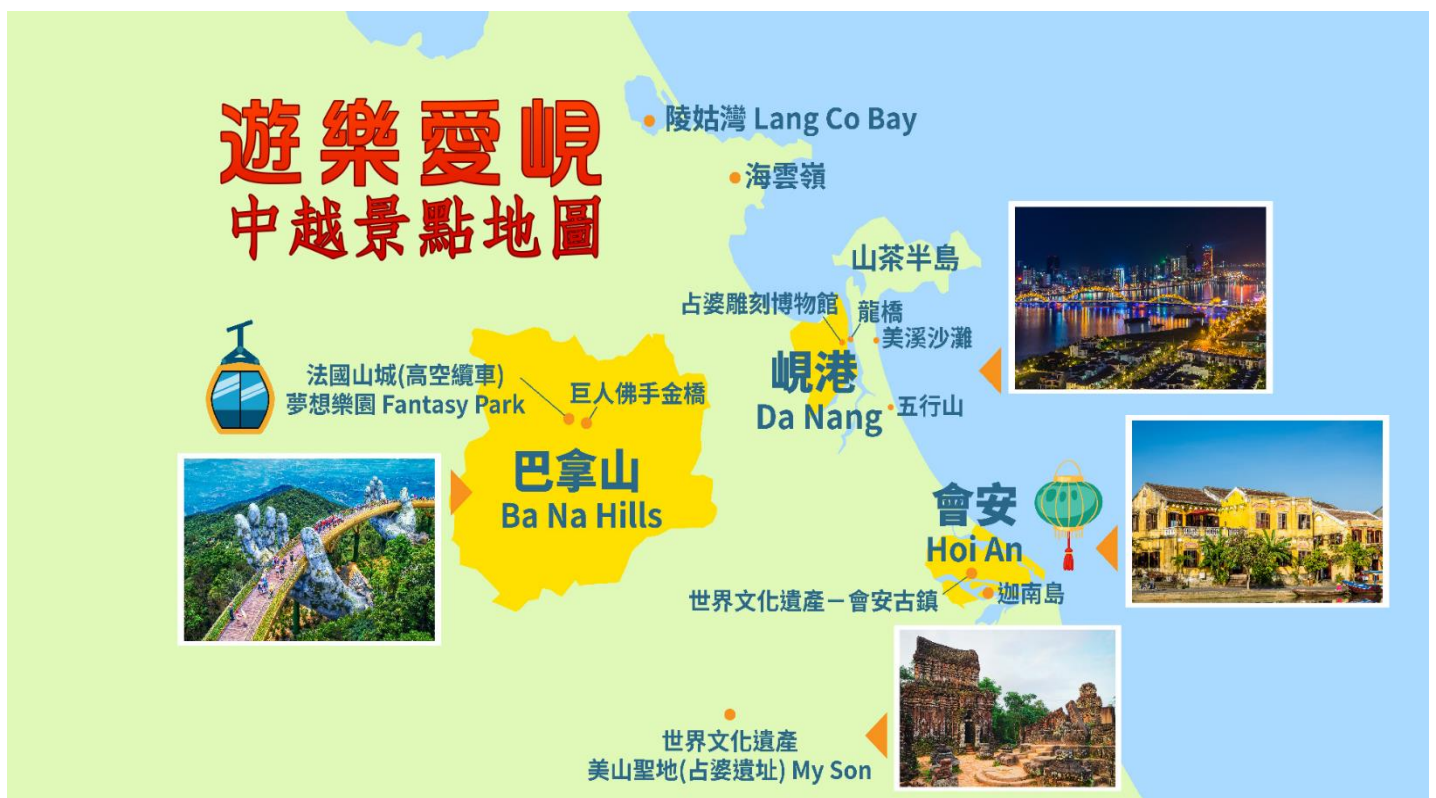 遊樂愛峴
中越景點地圖
陵姑灣 Lang Co Bay
海雲嶺
山茶半島
占婆雕刻博物館
龍橋
美溪沙灘
峴港
Da Nang
五行山
法國山城(高空纜車)
夢想樂園 Fantasy Park
巨人佛手金橋
巴拿山
Ba Na Hills
會安
Hoi An
世界文化遺產－會安古鎮
迦南島
世界文化遺產
美山聖地(占婆遺址) My Son